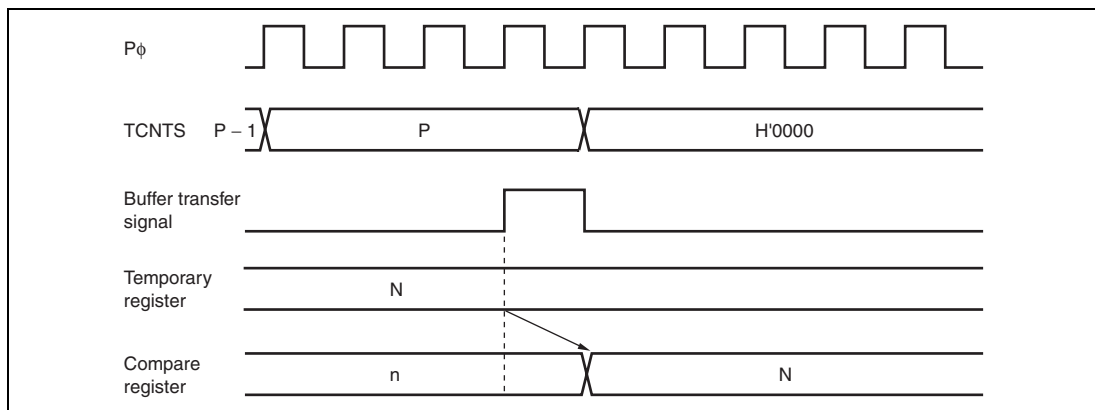 Pϕ
TCNTS P – 1 P H'0000
Buffer transfer
signal
Temporary
register
N
Compare
register
n N